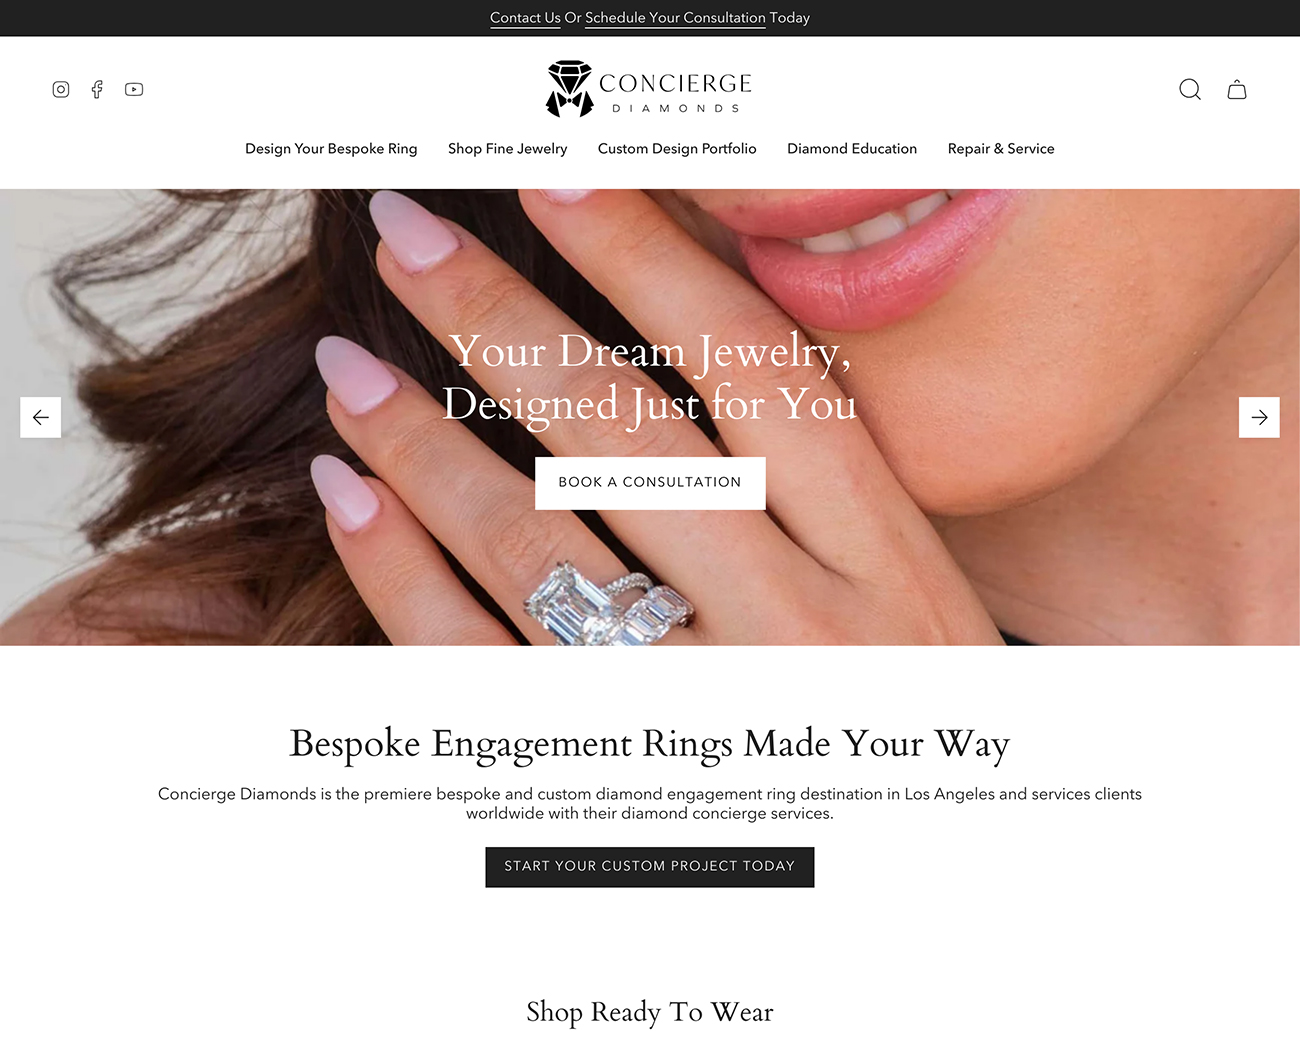 Contact Us Or Schedule Your Consultation Today
CONCIERGE
DIAMONDS
Design Your Bespoke Ring Shop Fine Jewelry Custom Design Portfolio Diamond Education Repair & Service
Your Dream Jewelry,
Designed Just for You
BOOK A CONSULTATION
Bespoke Engagement Rings Made Your Way
Concierge Diamonds is the premiere bespoke and custom diamond engagement ring destination in Los Angeles and services clients
worldwide with their diamond concierge services.
START YOUR CUSTOM PROJECT TODAY
Shop Ready To Wear